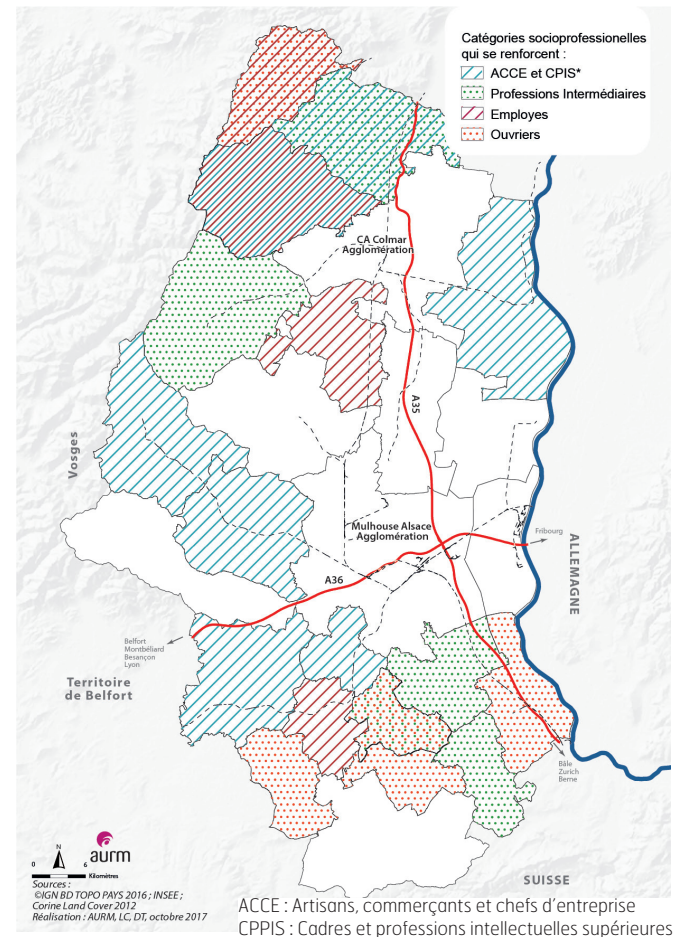 Catégories socioprofessionelles
qui se renforcent :
ACCE et CPIS*
Professions Intermédiaires
Employes
Ouvriers
CA Colmar
Agglomération
A35
Vosges
Mulhouse Alsace
Agglomération
Fribourg
ALLEMAGNE
A36
Belfort
Montbéliard
Besançon
Lyon
Territoire
de Belfort
Bâle
Zurich
Berne
N
0 6
Kilomètres
aurm
SUISSE
Sources :
©IGN BD TOPO PAYS 2016 ; INSEE ;
Corine Land Cover 2012
Réalisation : AURM, LC, DT, octobre 2017
ACCE : Artisans, commerçants et chefs d'entreprise
CPPIS : Cadres et professions intellectuelles supérieures